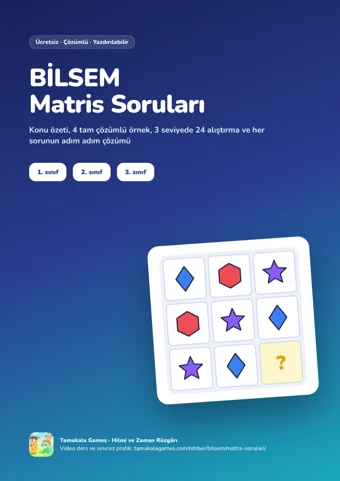 Ücretsiz · Çözümlü · Yazdırılabilir
BİLSEM
Matris Soruları
Konu özeti, 4 tam çözümlü örnek, 3 seviyede 24 alıştırma ve her
sorunun adım adım çözümü
1. sınıf
2. sınıf
3. sınıf
?
Tamakala Games · Hilmi ve Zaman Rüzgârı
Video ders ve sınırsız pratik: tamakalagames.com/rehber/bilsem/matris-sorulari/